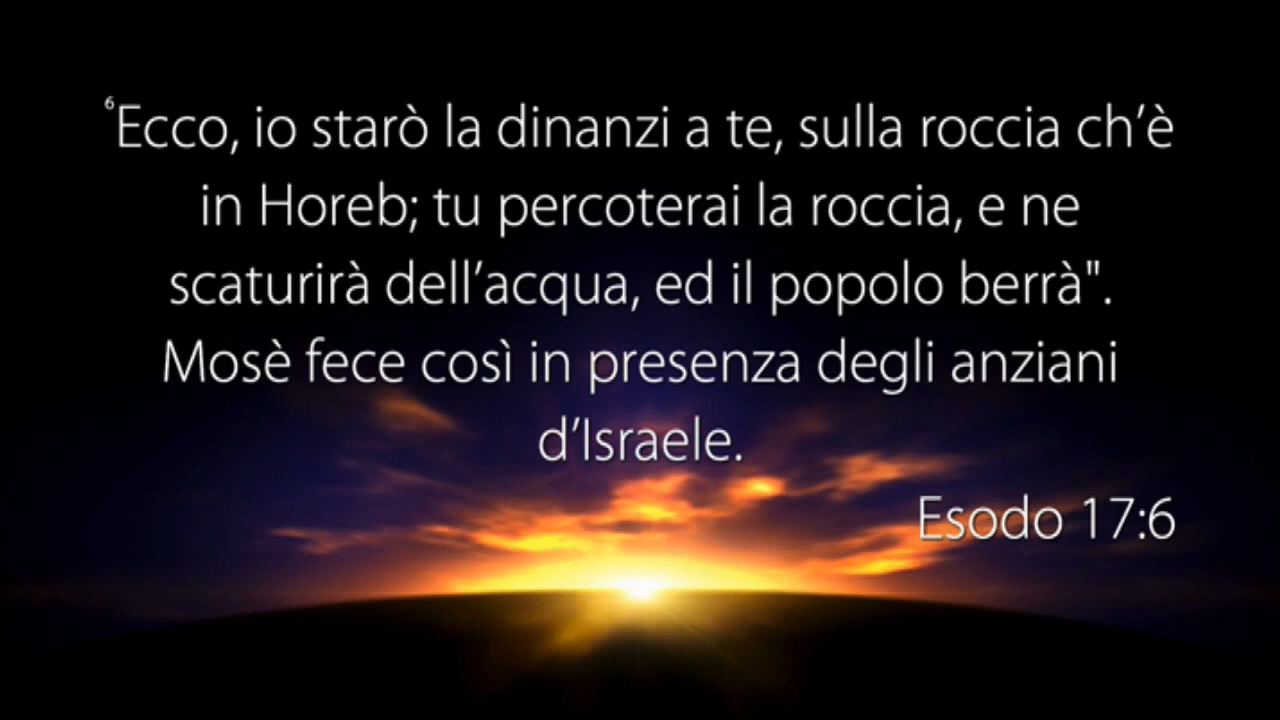 ⁶Ecco, io starò la dinanzi a te, sulla roccia ch’è
in Horeb; tu percoterai la roccia, e ne
scaturirà dell’acqua, ed il popolo berrà".
Mosè fece così in presenza degli anziani
d’Israele.
Esodo 17:6